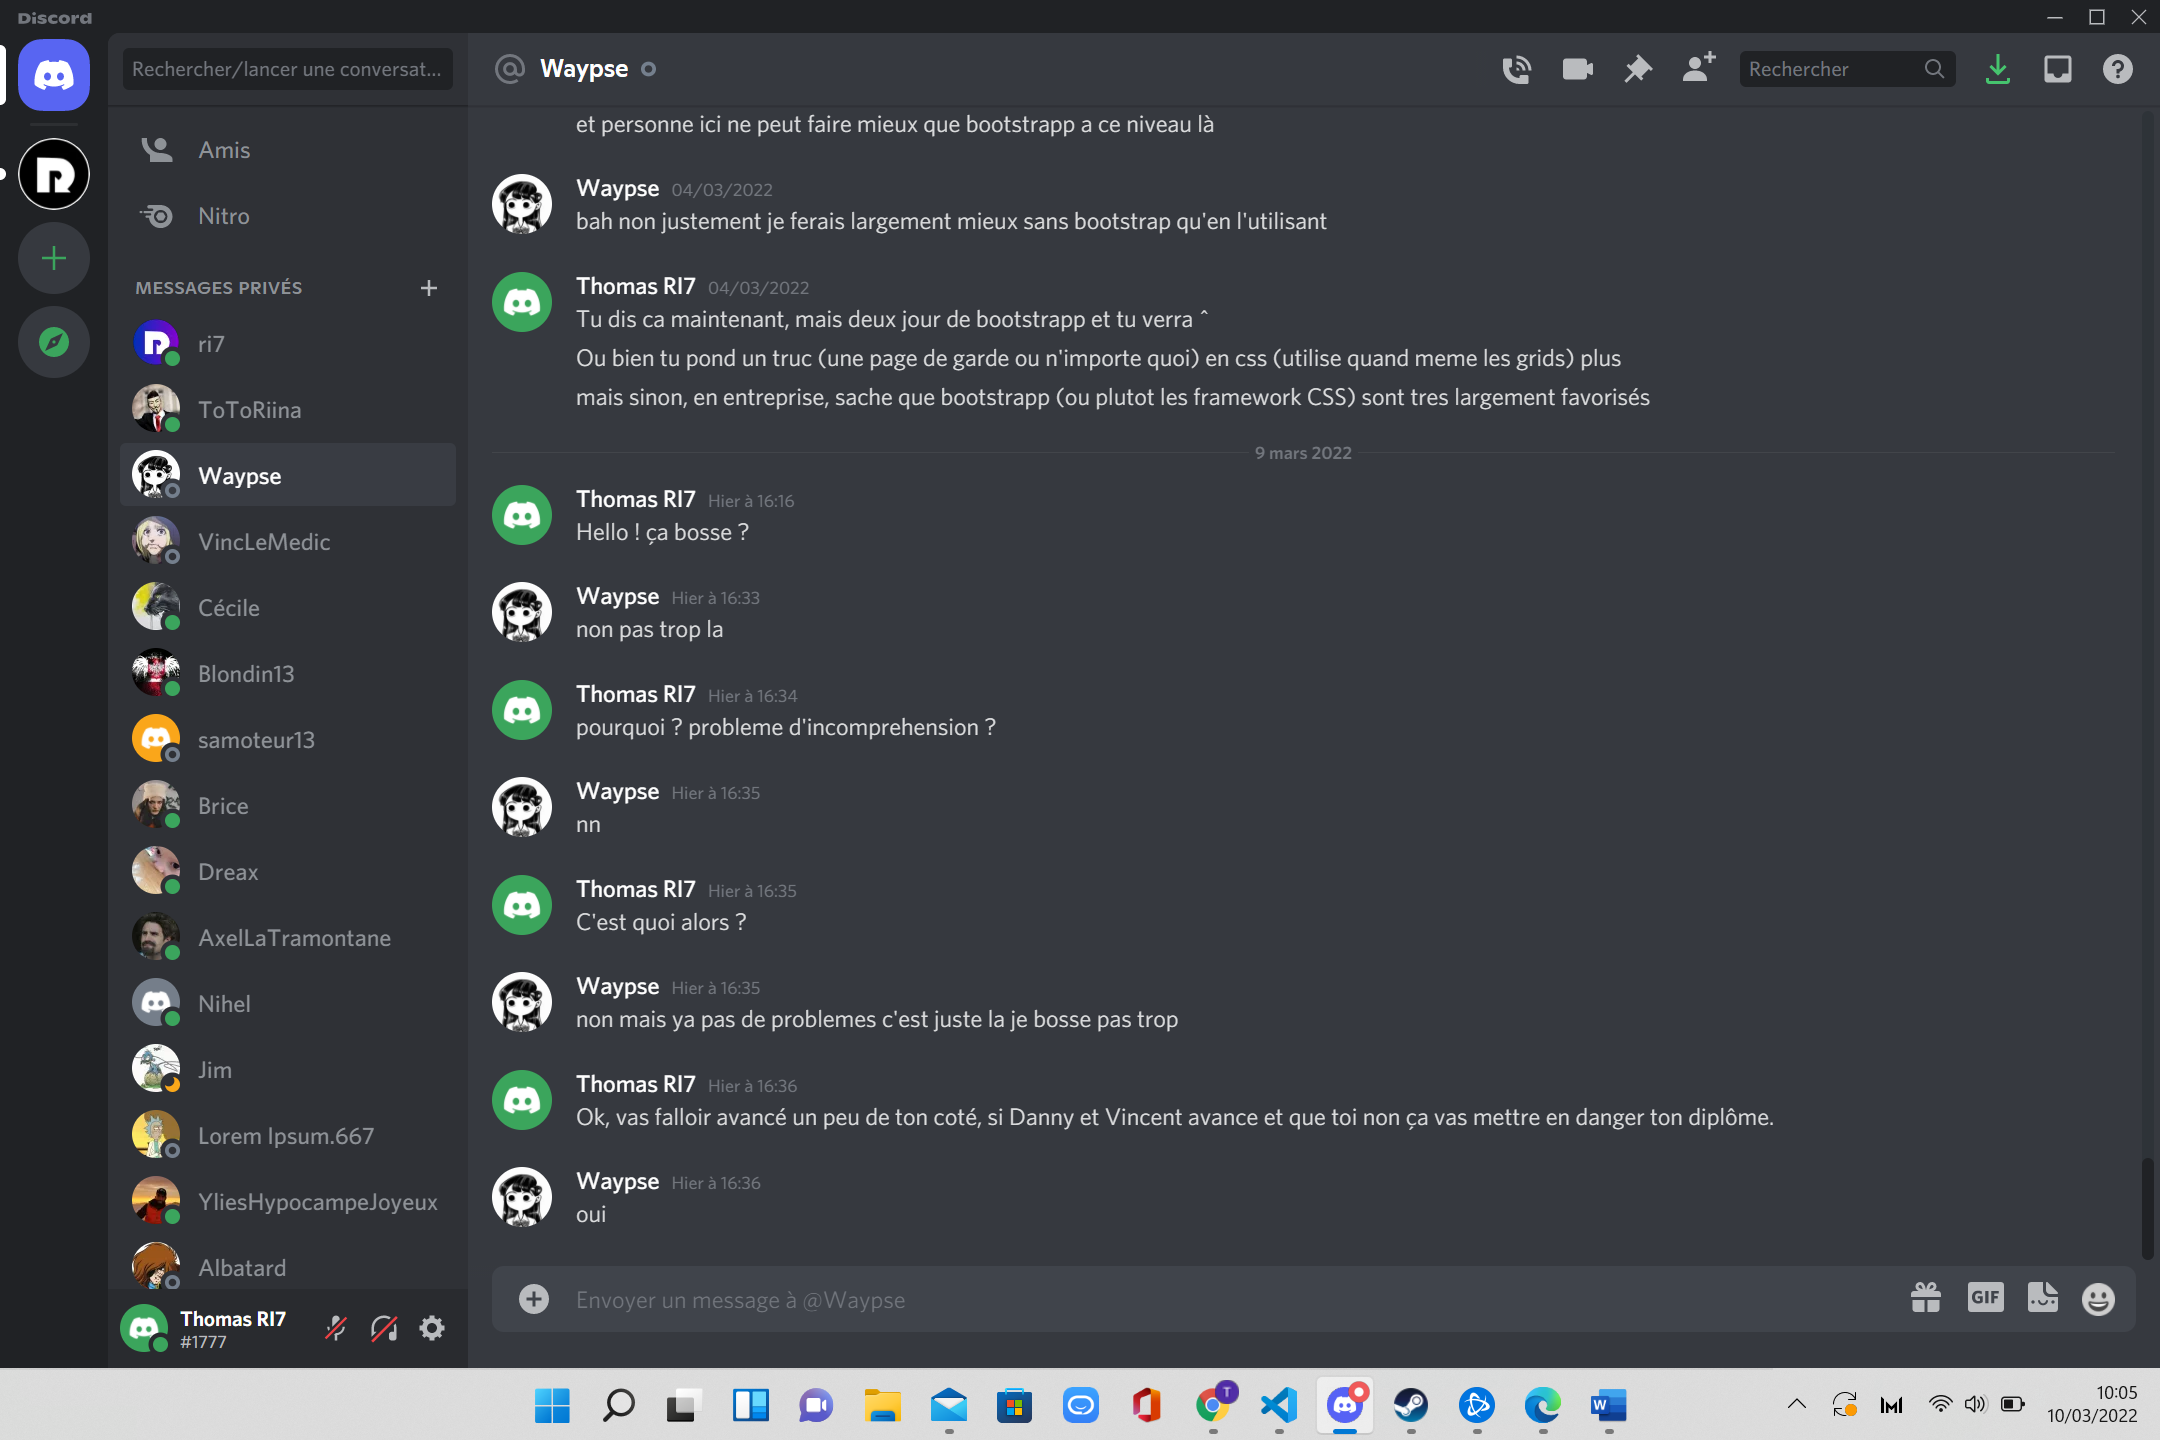 Discord
Rechercher/lancer une conversat...
Waypse
Rechercher
Amis
Nitro
MESSAGES PRIVÉS
ri7
ToToRiina
Waypse
VincLeMedic
Cécile
Blondin13
samoteur13
Brice
Dreax
AxelLaTramontane
Nihel
Jim
Lorem Ipsum.667
YliesHypocampeJoyeux
Albatard
Thomas RI7
#1777
et personne ici ne peut faire mieux que bootstrapp a ce niveau là
Waypse 04/03/2022
bah non justement je ferais largement mieux sans bootstrap qu'en l'utilisant
Thomas RI7 04/03/2022
Tu dis ca maintenant, mais deux jour de bootstrapp et tu verra ^
Ou bien tu pond un truc (une page de garde ou n'importe quoi) en css (utilise quand meme les grids) plus
mais sinon, en entreprise, sache que bootstrapp (ou plutot les framework CSS) sont tres largement favorisés
9 mars 2022
Thomas RI7 Hier à 16:16
Hello ! ça bosse ?
Waypse Hier à 16:33
non pas trop la
Thomas RI7 Hier à 16:34
pourquoi ? probleme d'incomprehension ?
Waypse Hier à 16:35
nn
Thomas RI7 Hier à 16:35
C'est quoi alors ?
Waypse Hier à 16:35
non mais ya pas de problemes c'est juste la je bosse pas trop
Thomas RI7 Hier à 16:36
Ok, vas falloir avancé un peu de ton coté, si Danny et Vincent avance et que toi non ça vas mettre en danger ton diplôme.
Waypse Hier à 16:36
oui
Envoyer un message à @Waypse
GIF
T
W
10:05
10/03/2022